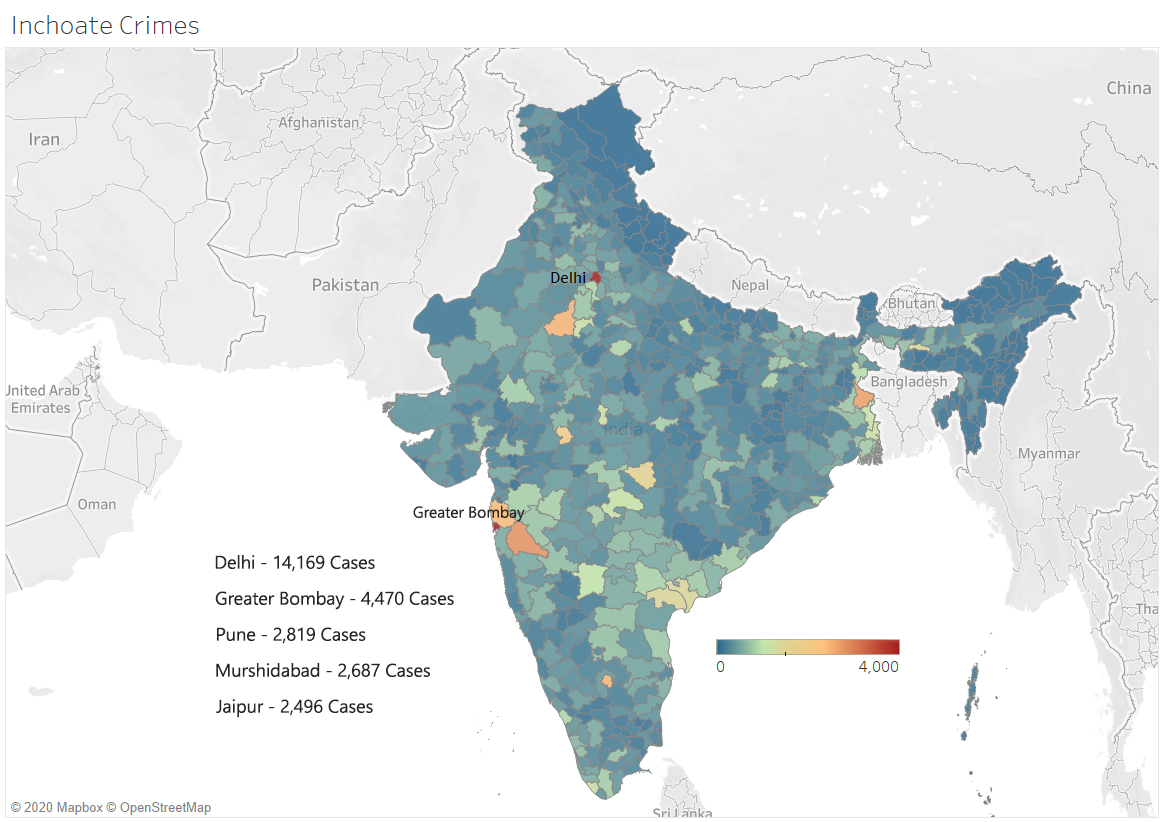 Inchoate Crimes
China
Afghanistan
Iran
Delhi
Pakistan
Nepal
Bhutan
United Arab
Emirates
Bangladesh
India
Myanmar
Oman
Greater Bombay
Delhi - 14,169 Cases
Greater Bombay - 4,470 Cases
Pune - 2,819 Cases
Murshidabad - 2,687 Cases
Jaipur - 2,496 Cases
0
4,000
Tha
Sri Lanka
© 2020 Mapbox © OpenStreetMap